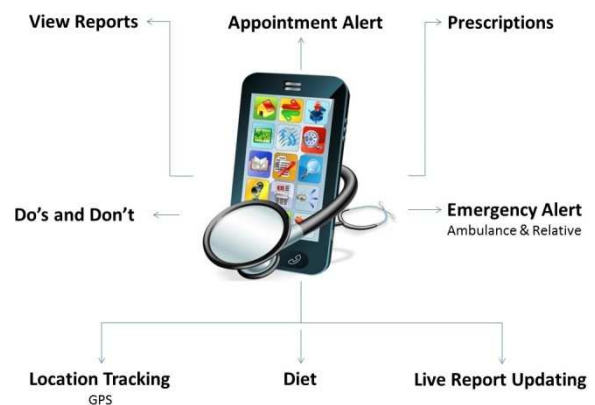 View Reports
Appointment Alert
Prescriptions
Do's and Don't
Emergency Alert
Ambulance & Relative
Location Tracking
GPS
Diet
Live Report Updating